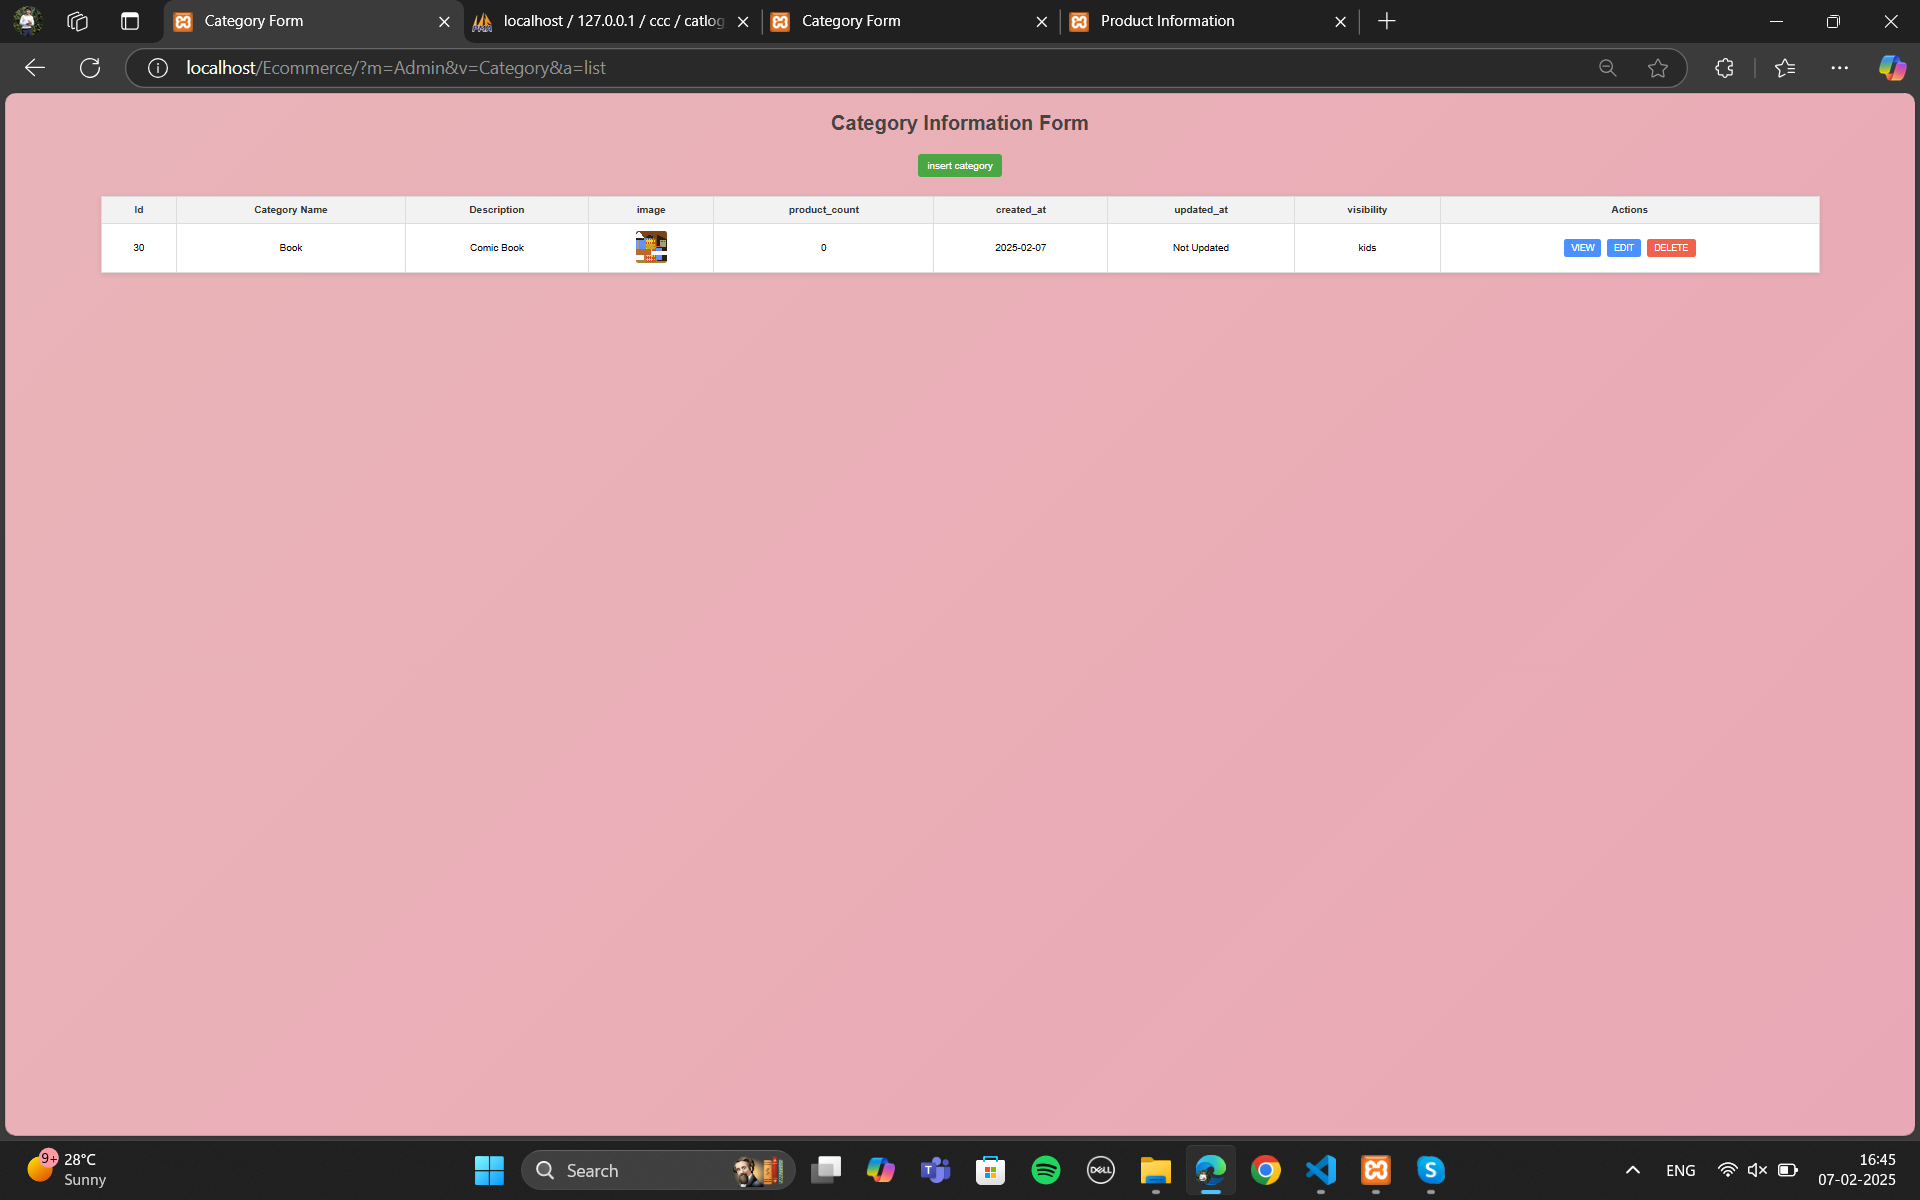 Category Form
localhost / 127.0.0.1 / ccc / catlog
Category Form
Product Information
localhost/Ecommerce/?m=Admin&v=Category&a=list
Category Information Form
insert category
Id Category Name Description image product_count created_at updated_at visibility Actions
30 Book Comic Book 0 2025-02-07 Not Updated kids VIEW EDIT DELETE
9+
28°C
Sunny
Search
DELL
ENG
16:45
07-02-2025